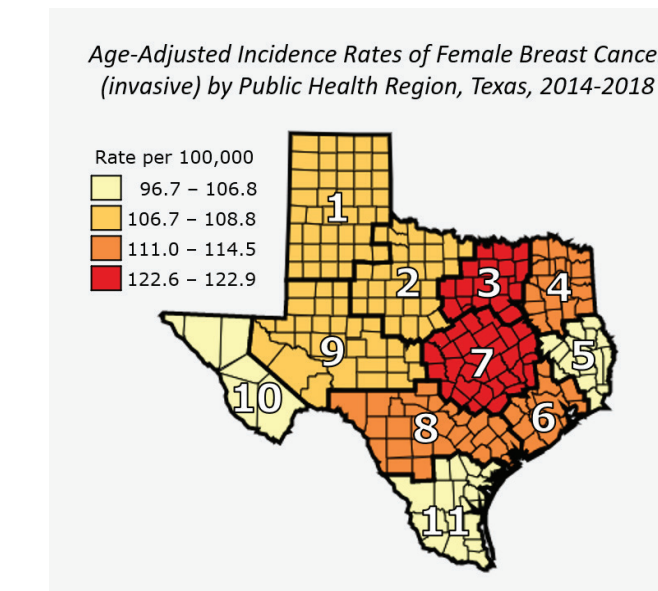 Age-Adjusted Incidence Rates of Female Breast Cance
(invasive) by Public Health Region, Texas, 2014-2018
Rate per 100,000
96.7 – 106.8
106.7 – 108.8
111.0 – 114.5
122.6 – 122.9
1
2
3
4
5
6
7
8
9
10
11